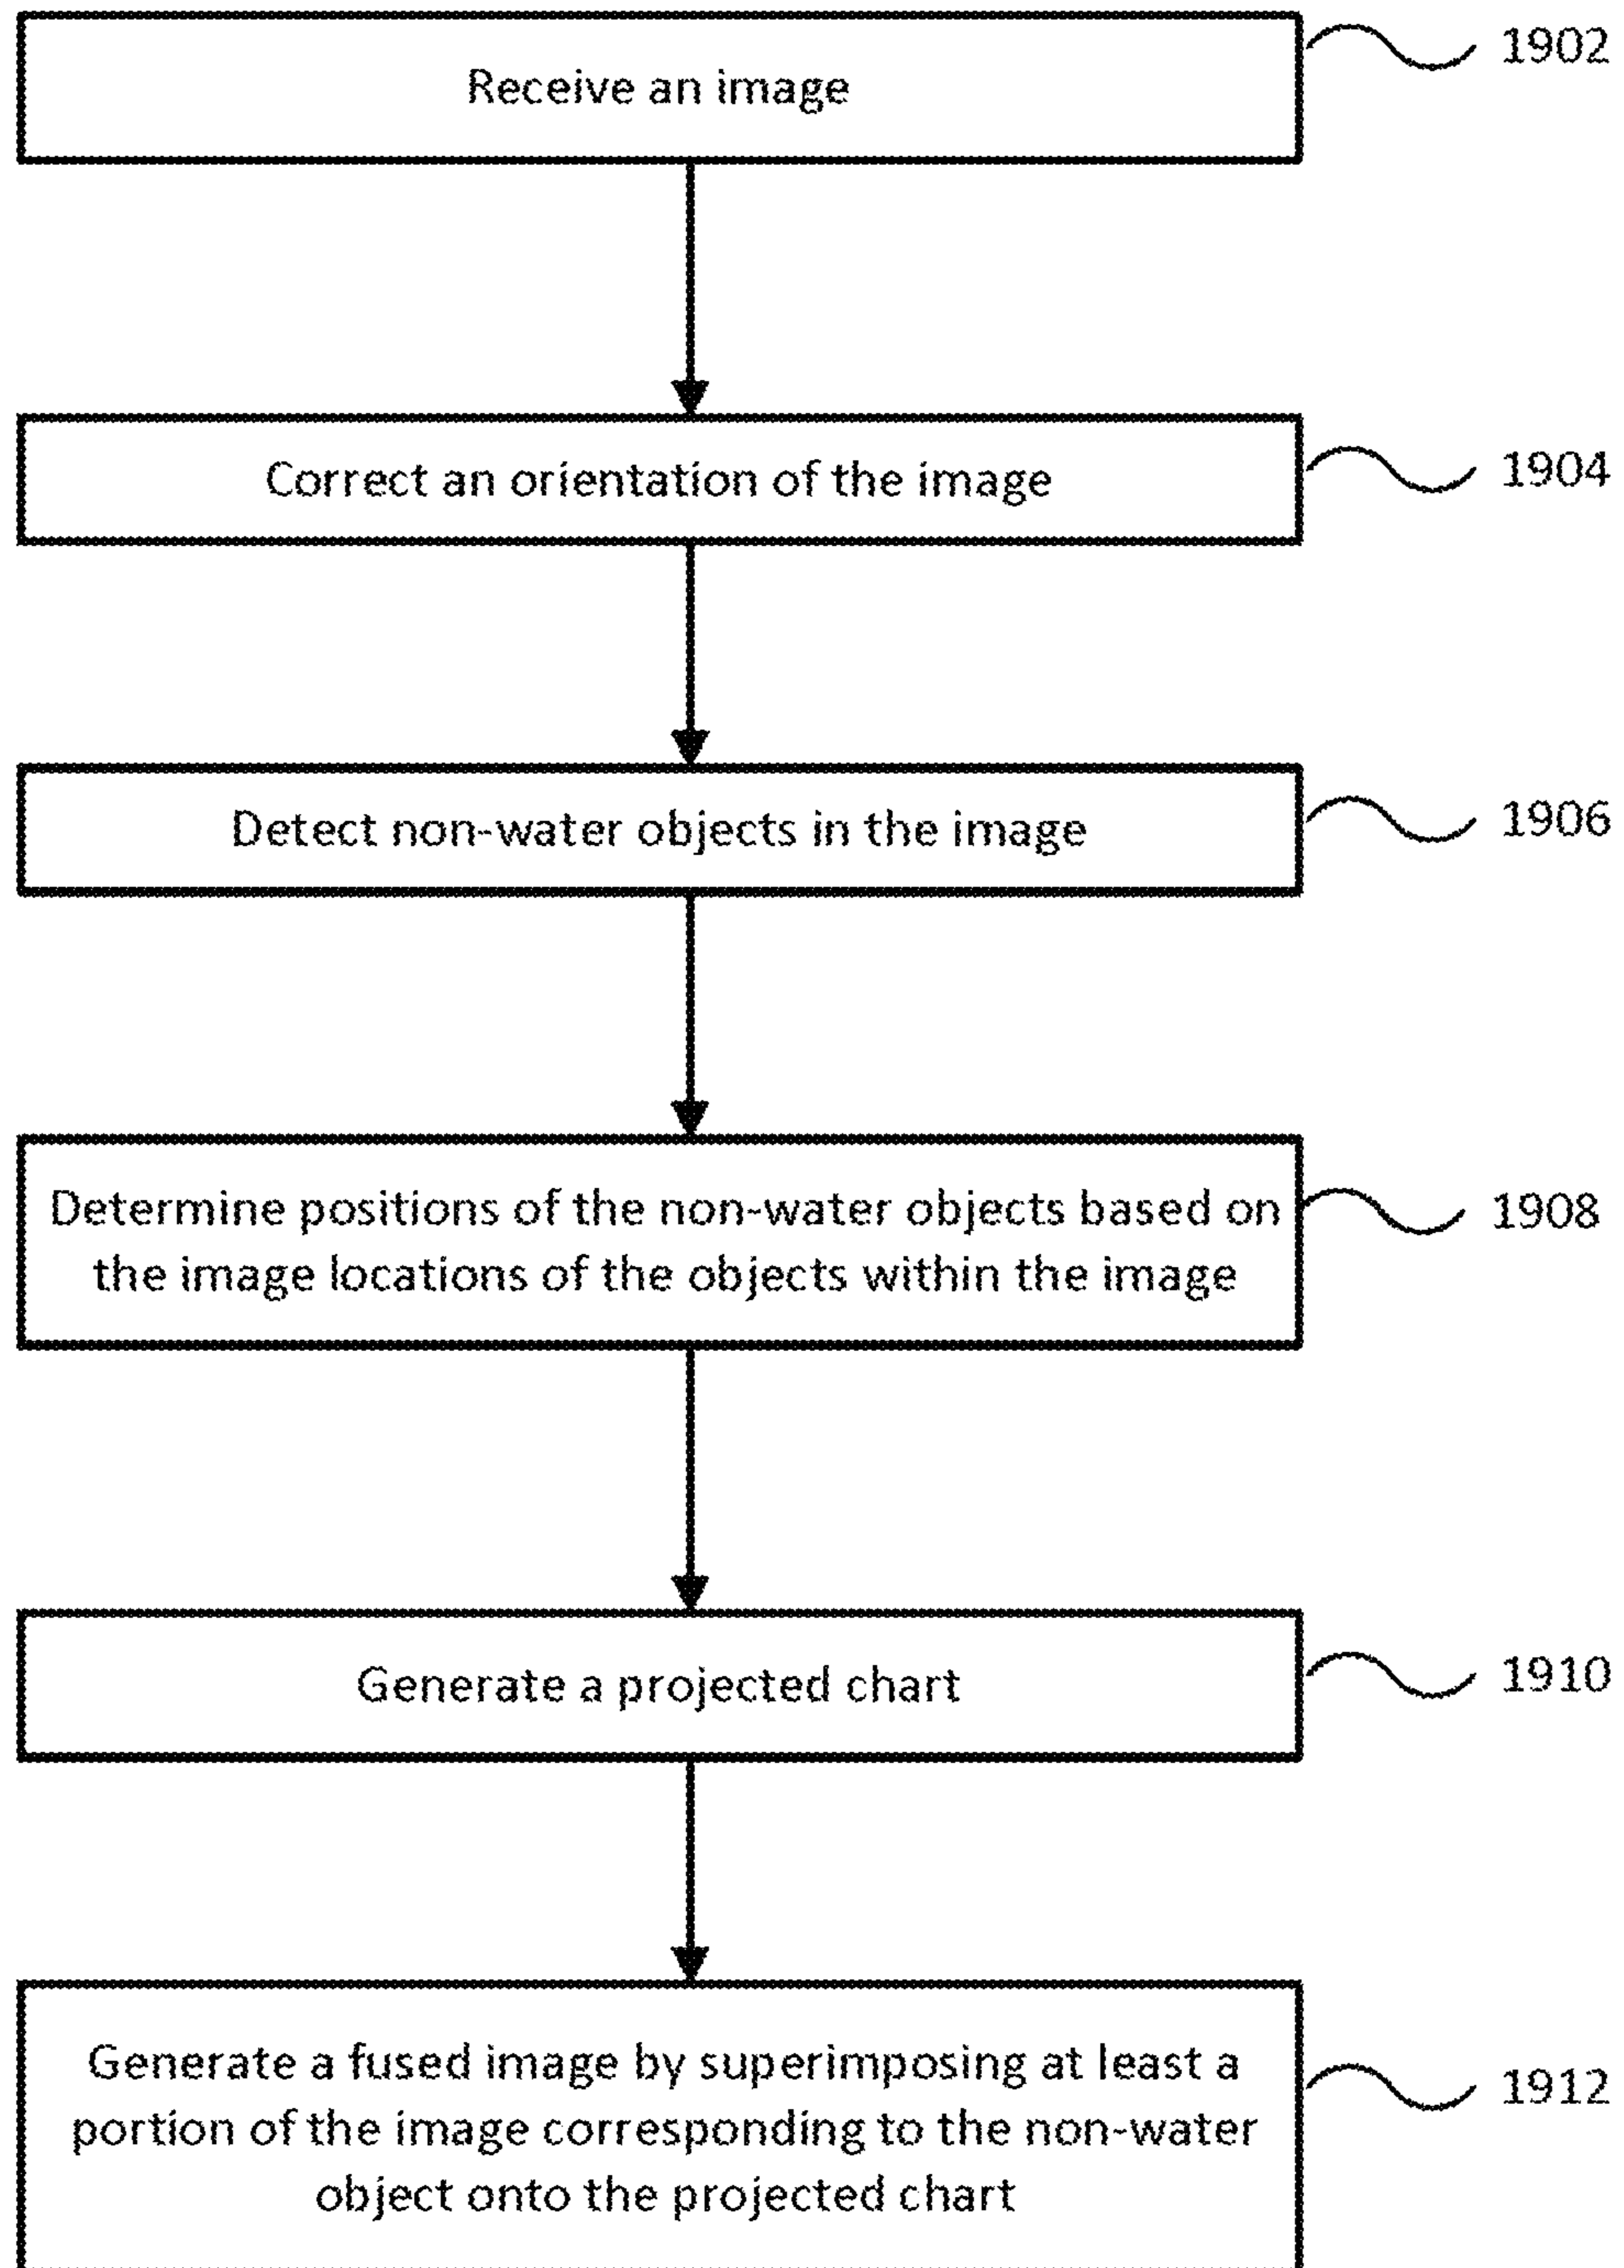 Receive an image
1902
Correct an orientation of the image
1904
Detect non-water objects in the image
1906
Determine positions of the non-water objects based on
the image locations of the objects within the image
1908
Generate a projected chart
1910
Generate a fused image by superimposing at least a
portion of the image corresponding to the non-water
object onto the projected chart
1912